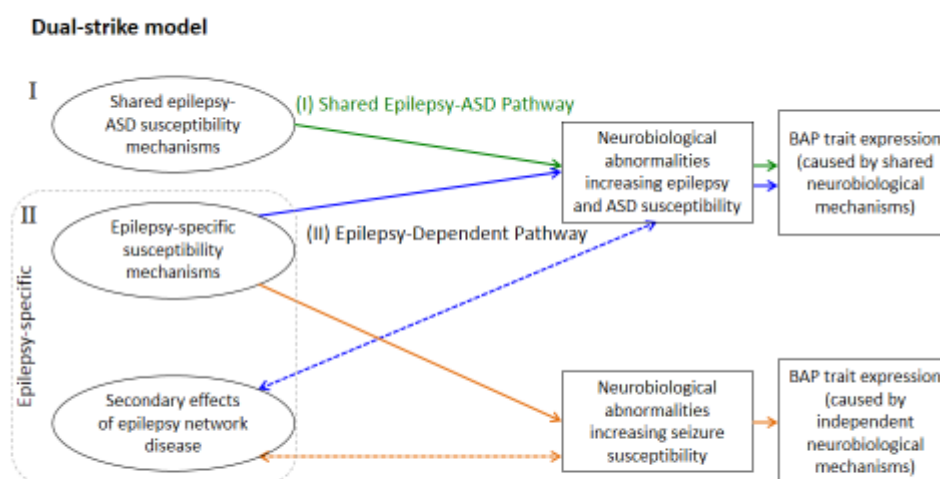 Dual-strike model
I
Shared epilepsy-
ASD susceptibility
mechanisms
(I) Shared Epilepsy-ASD Pathway
Neurobiological
abnormalities
increasing epilepsy
and ASD susceptibility
BAP trait expression
(caused by shared
neurobiological
mechanisms)
II
Epilepsy-specific
susceptibility
mechanisms
(II) Epilepsy-Dependent Pathway
Epilepsy-specific
Secondary effects
of epilepsy network
disease
Neurobiological
abnormalities
increasing seizure
susceptibility
BAP trait expression
(caused by
independent
neurobiological
mechanisms)